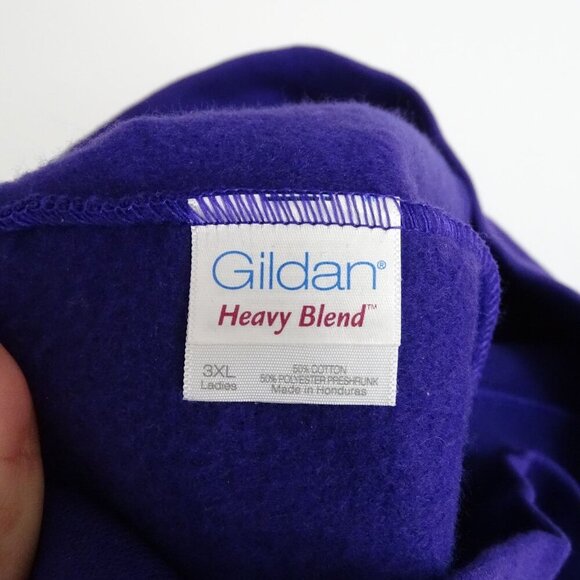 Gildan®
Heavy Blend™
3XL
Ladies
50% COTTON
50% POLYESTER PRESHRUNK
Made in Honduras